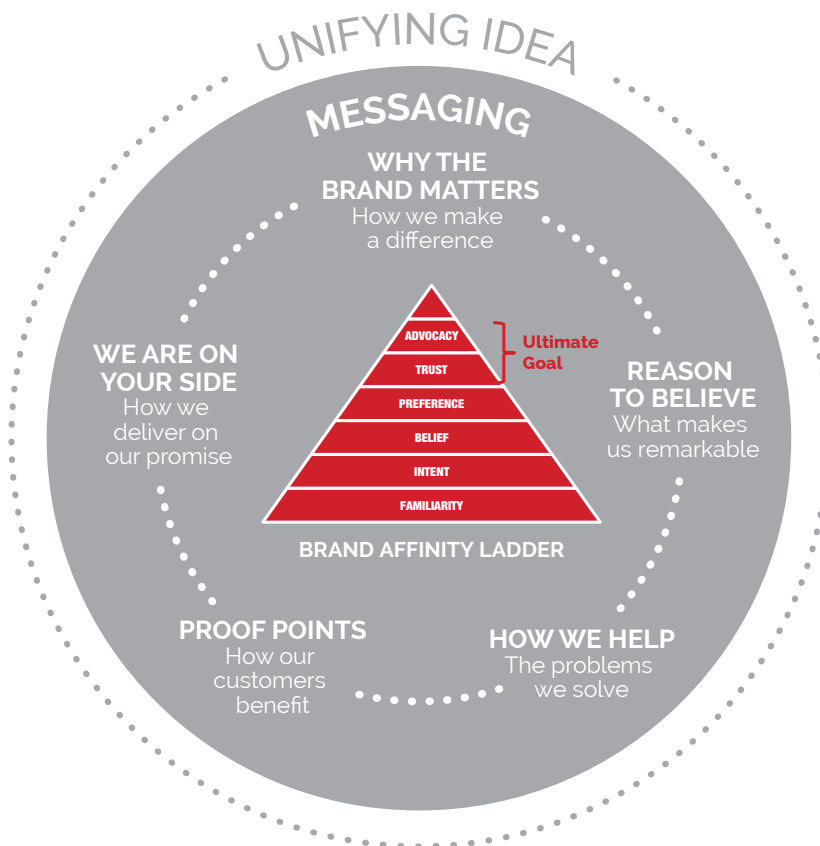 UNIFYING IDEA
MESSAGING
WHY THE
BRAND MATTERS
How we make
a difference
REASON
TO BELIEVE
What makes
us remarkable
HOW WE HELP
The problems
we solve
PROOF POINTS
How our
customers
benefit
WE ARE ON
YOUR SIDE
How we
deliver on
our promise
ADVOCACY
TRUST
PREFERENCE
BELIEF
INTENT
FAMILIARITY
Ultimate
Goal
BRAND AFFINITY LADDER